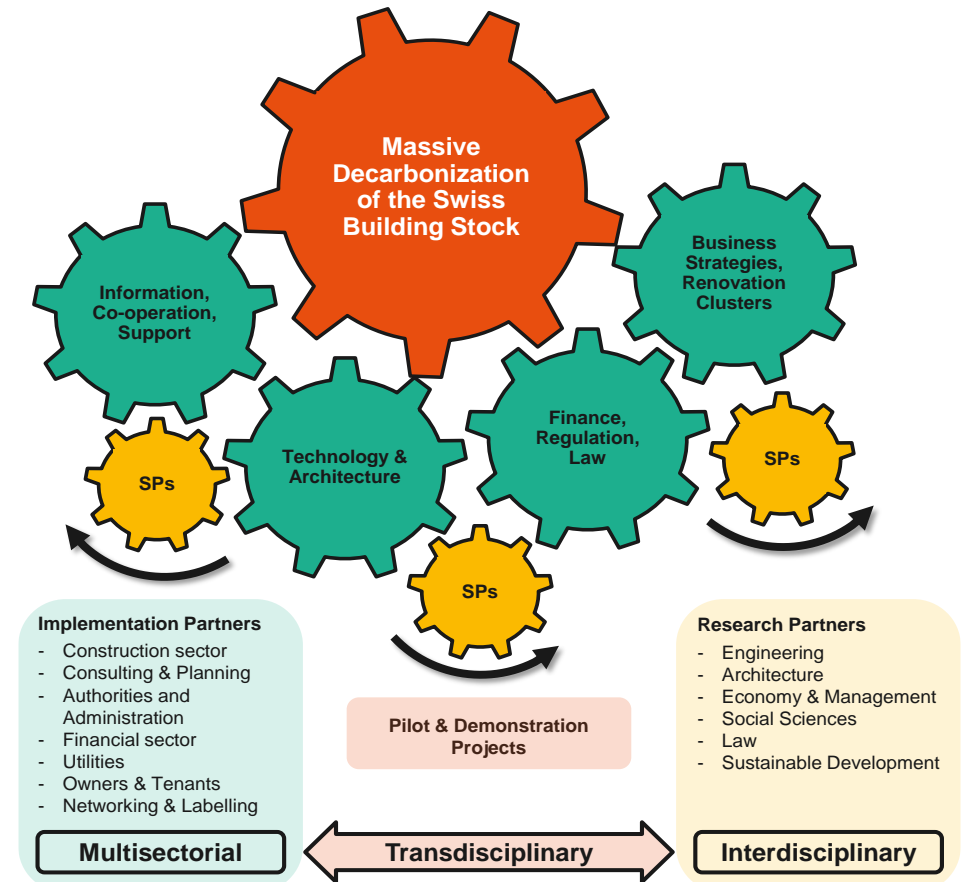 Massive
Decarbonization
of the Swiss
Building Stock
Business
Strategies,
Renovation
Clusters
Information,
Co-operation,
Support
Finance,
Regulation,
Law
Technology &
Architecture
SPs
SPs
SPs
Implementation Partners
- Construction sector
- Consulting & Planning
- Authorities and
Administration
- Financial sector
- Utilities
- Owners & Tenants
- Networking & Labelling
Multisectorial
Pilot & Demonstration
Projects
Transdisciplinary
Research Partners
- Engineering
- Architecture
- Economy & Management
- Social Sciences
- Law
- Sustainable Development
Interdisciplinary